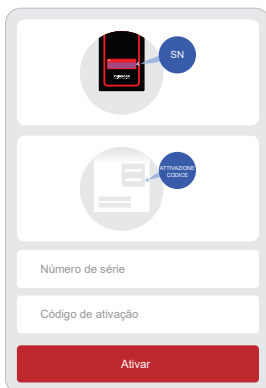 SN
ATTIVAZIONE
CODICE
Número de série
Código de ativação
Ativar